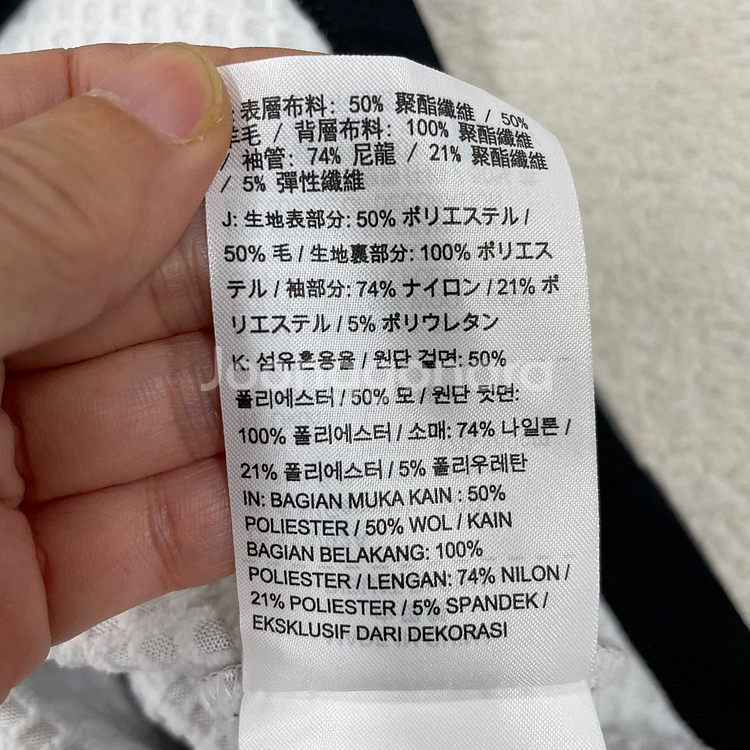 表層布料: 50% 聚酯纖維 / 50%
羊毛 / 背層布料: 100% 聚酯纖維
/ 袖管: 74% 尼龍 / 21% 聚酯纖維
/ 5% 彈性纖維
J: 生地表部分: 50% ポリエステル /
50% 毛 / 生地裏部分: 100% ポリエス
テル / 袖部分: 74% ナイロン / 21% ポ
リエステル / 5% ポリウレタン
K: 섬유혼용율 / 원단 겉면: 50%
폴리에스터 / 50% 모 / 원단 뒷면:
100% 폴리에스터 / 소매: 74% 나일론 /
21% 폴리에스터 / 5% 폴리우레탄
IN: BAGIAN MUKA KAIN : 50%
POLIESTER / 50% WOL / KAIN
BAGIAN BELAKANG: 100%
POLIESTER / LENGAN: 74% NILON /
21% POLIESTER / 5% SPANDEK /
EKSKLUSIF DARI DEKORASI